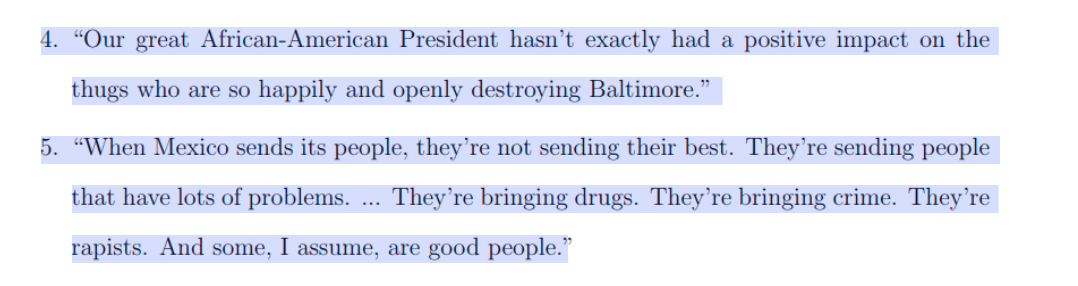 4. “Our great African-American President hasn’t exactly had a positive impact on the
thugs who are so happily and openly destroying Baltimore.”
5. “When Mexico sends its people, they’re not sending their best. They’re sending people
that have lots of problems. ... They’re bringing drugs. They’re bringing crime. They’re
rapists. And some, I assume, are good people.”